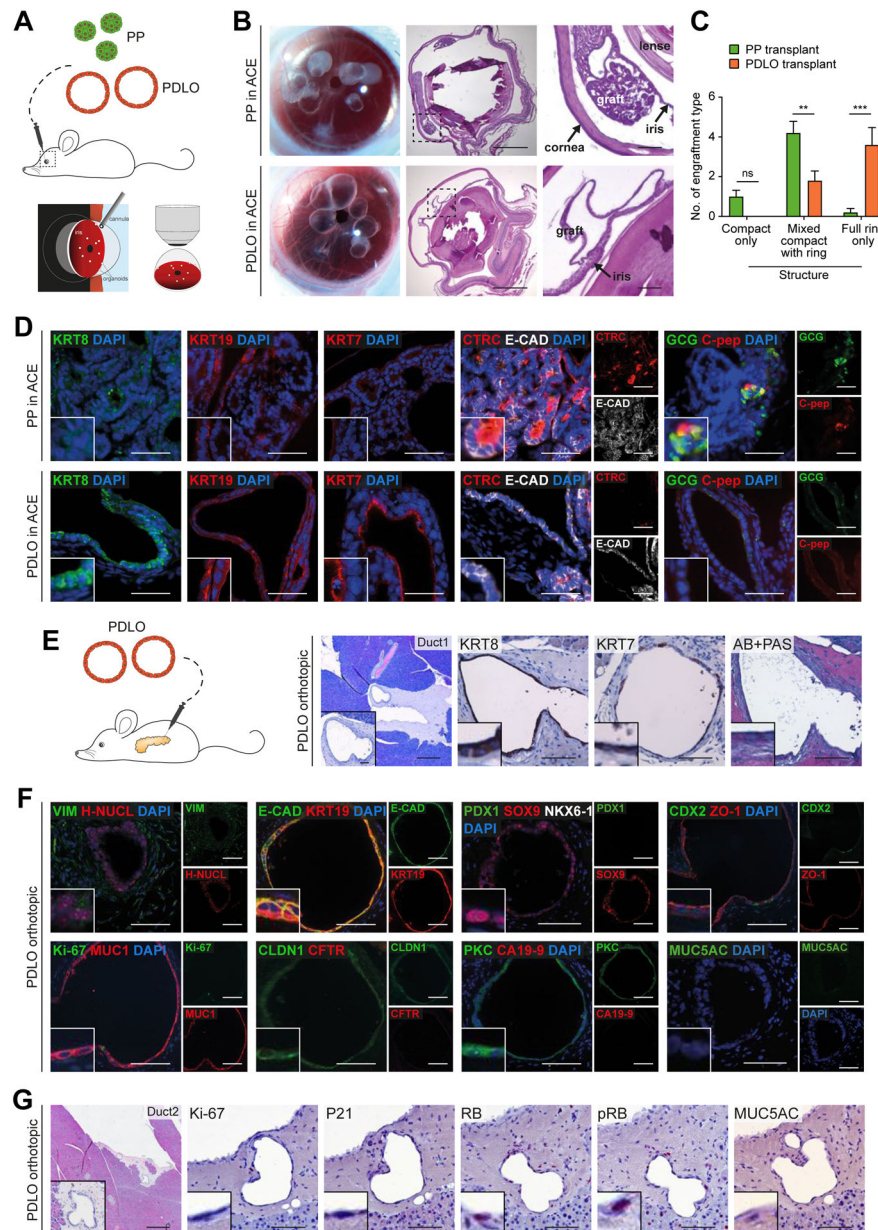 A
PP
PDLO
cannula
iris
organoids
B
PP in ACE
PDLO in ACE
graft
lense
iris
cornea
graft
iris
C
PP transplant
PDLO transplant
No. of engraftment type
6
4
2
0
ns
**
***
Compact only
Mixed compact with ring
Full ring only
Structure
D
PP in ACE
KRT8 DAPI
KRT19 DAPI
KRT7 DAPI
CTRC E-CAD DAPI
CTRC
E-CAD
GCG C-pep DAPI
GCG
C-pep
PDLO in ACE
KRT8 DAPI
KRT19 DAPI
KRT7 DAPI
CTRC E-CAD DAPI
CTRC
E-CAD
GCG C-pep DAPI
GCG
C-pep
E
PDLO
PDLO orthotopic
Duct1
KRT8
KRT7
AB+PAS
F
PDLO orthotopic
VIM H-NUCL DAPI
VIM
H-NUCL
E-CAD KRT19 DAPI
E-CAD
KRT19
PDX1 SOX9 NKX6-1
DAPI
PDX1
SOX9
CDX2 ZO-1 DAPI
CDX2
ZO-1
Ki-67 MUC1 DAPI
Ki-67
MUC1
CLDN1 CFTR
CLDN1
CFTR
PKC CA19-9 DAPI
PKC
CA19-9
MUC5AC DAPI
MUC5AC
DAPI
G
PDLO orthotopic
Duct2
Ki-67
P21
RB
pRB
MUC5AC